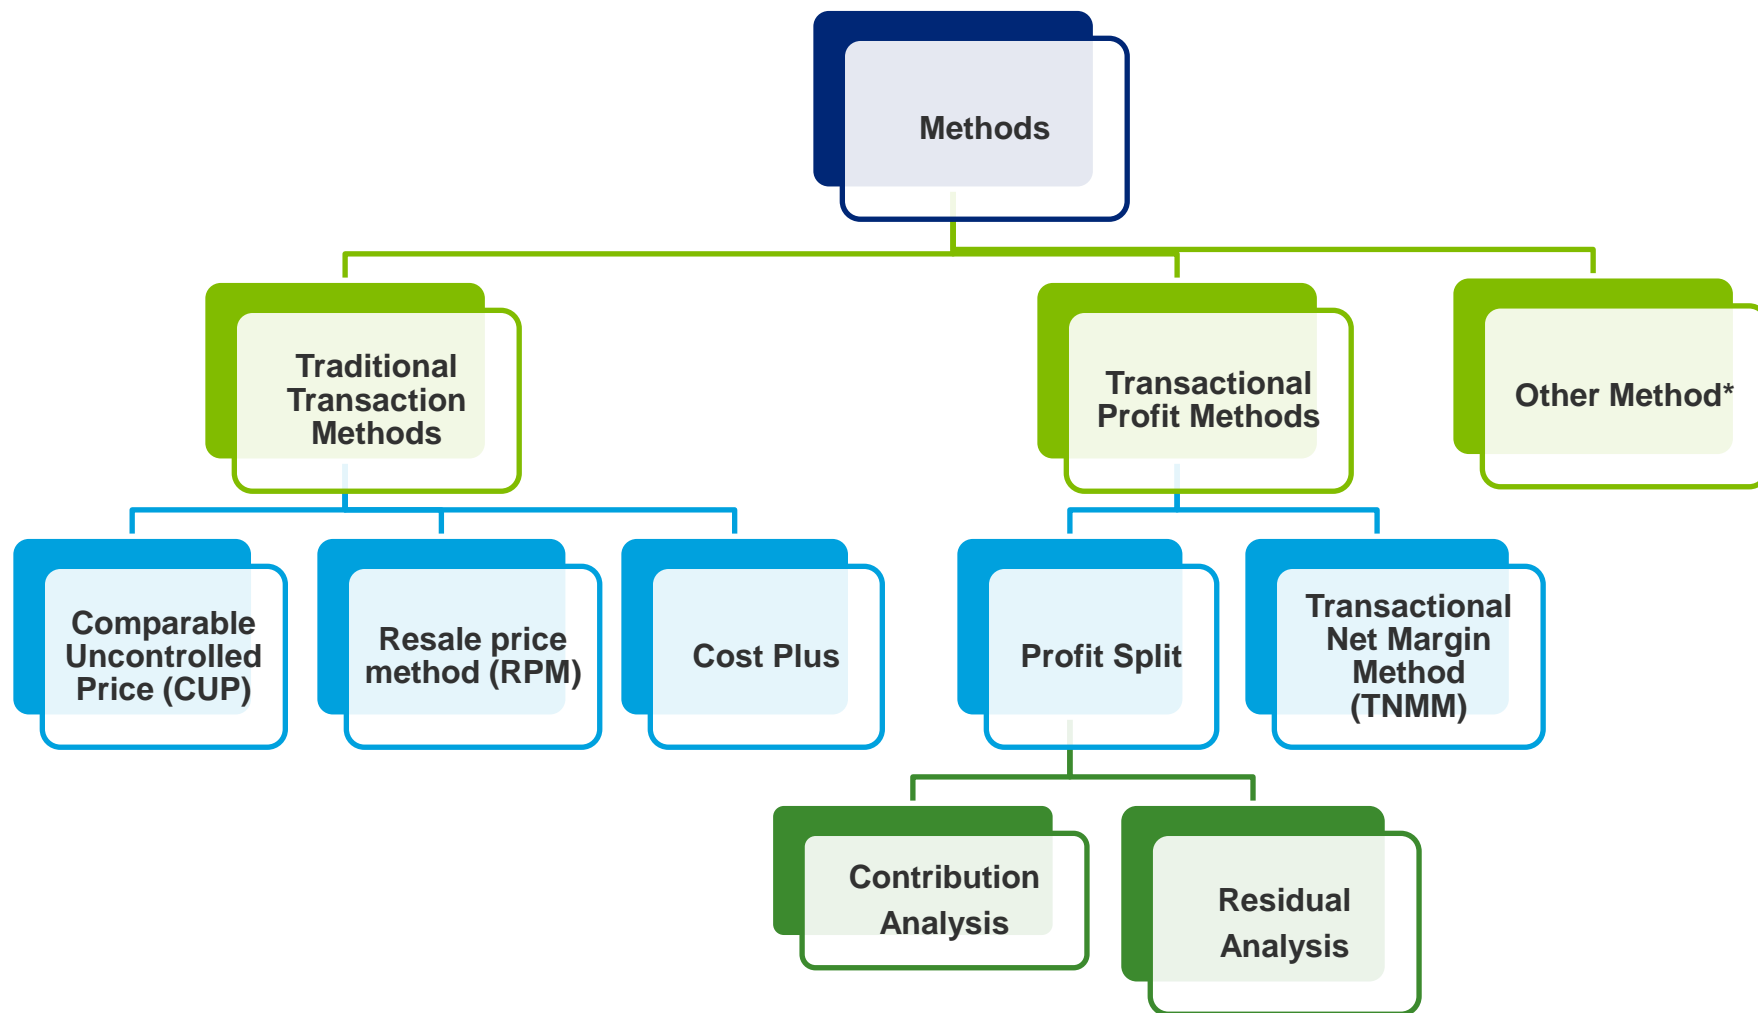 Methods
Traditional
Transaction
Methods
Transactional
Profit Methods
Other Method*
Comparable
Uncontrolled
Price (CUP)
Resale price
method (RPM)
Cost Plus
Profit Split
Transactional
Net Margin
Method
(TNMM)
Contribution
Analysis
Residual
Analysis